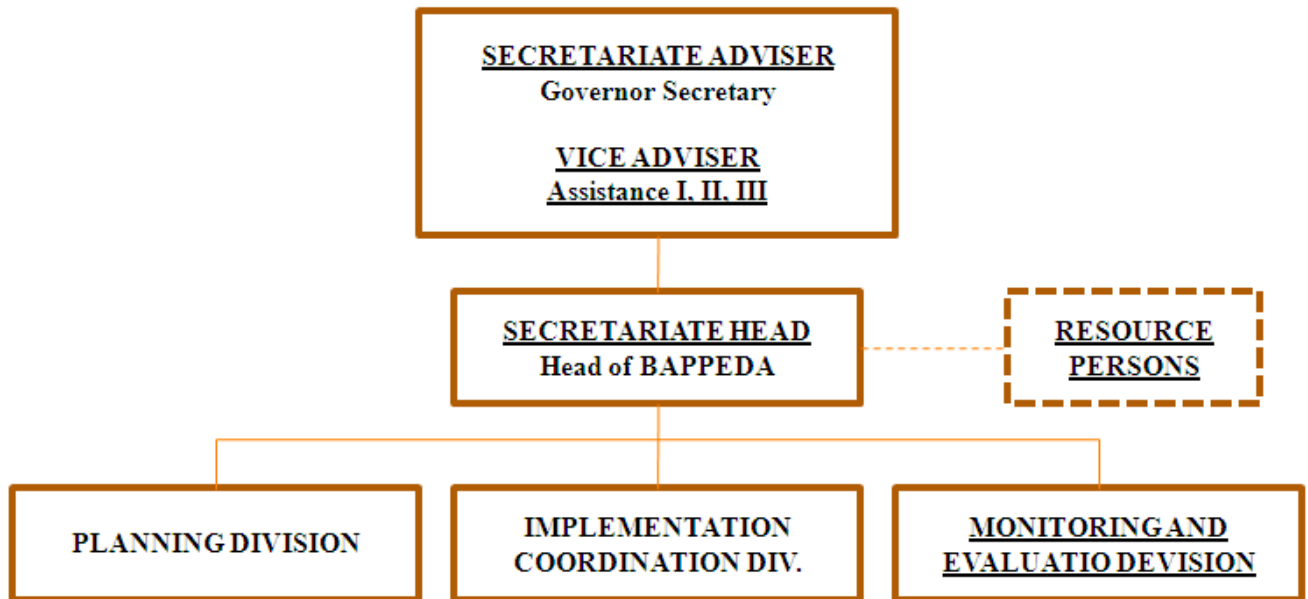 SECRETARIATE ADVISER
Governor Secretary
VICE ADVISER
Assistance I, II, III
SECRETARIATE HEAD
Head of BAPPEDA
RESOURCE
PERSONS
PLANNING DIVISION
IMPLEMENTATION
COORDINATION DIV.
MONITORING AND
EVALUATIO DEVISION